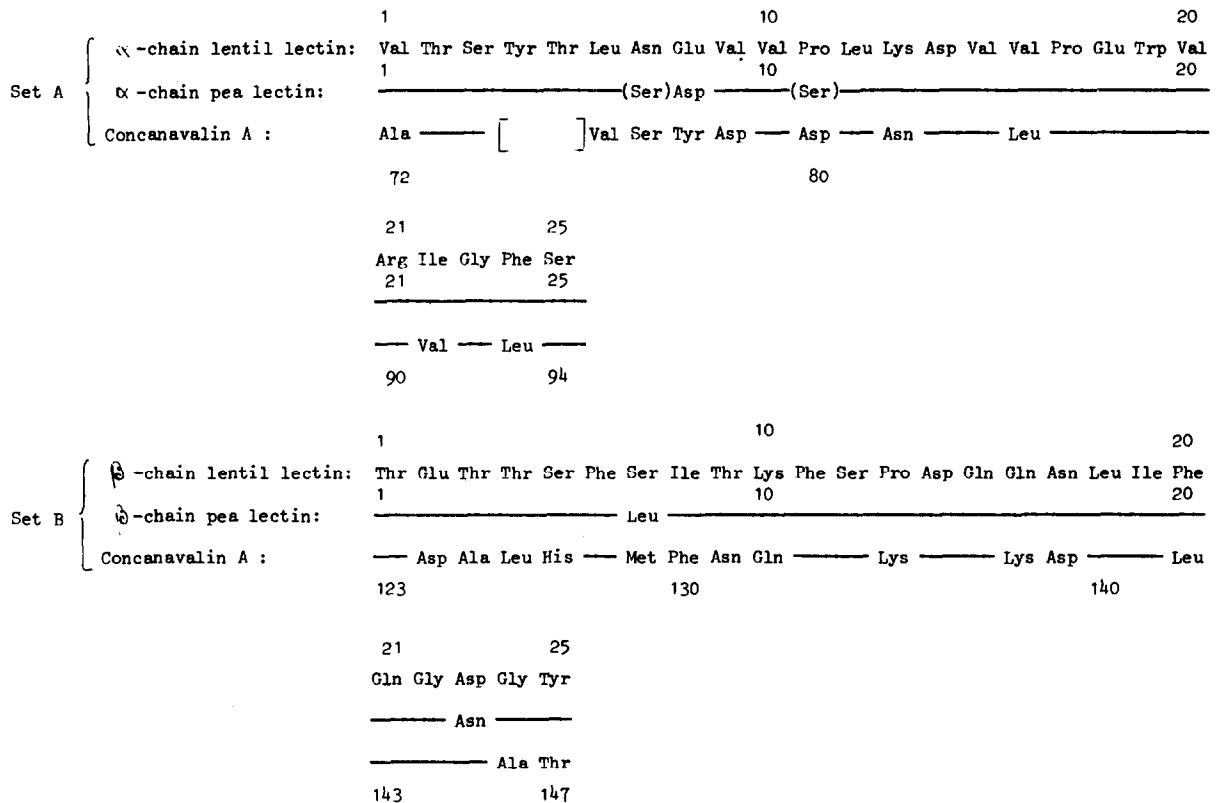 1 10 20
α-chain lentil lectin: Val Thr Ser Tyr Thr Leu Asn Glu Val Val Pro Leu Lys Asp Val Val Pro Glu Trp Val
1 10 20
Set A α-chain pea lectin: (Ser)Asp (Ser)
Concanavalin A : Ala [ ] Val Ser Tyr Asp Asp Asn Leu
72 80
21 25
Arg Ile Gly Phe Ser
21 25
Val Leu
90 94
1 10 20
β-chain lentil lectin: Thr Glu Thr Thr Ser Phe Ser Ile Thr Lys Phe Ser Pro Asp Gln Gln Asn Leu Ile Phe
1 10 20
Set B β-chain pea lectin: Leu
Concanavalin A : Asp Ala Leu His Met Phe Asn Gln Lys Lys Asp Leu
123 130 140
21 25
Gln Gly Asp Gly Tyr
Asn
Ala Thr
143 147